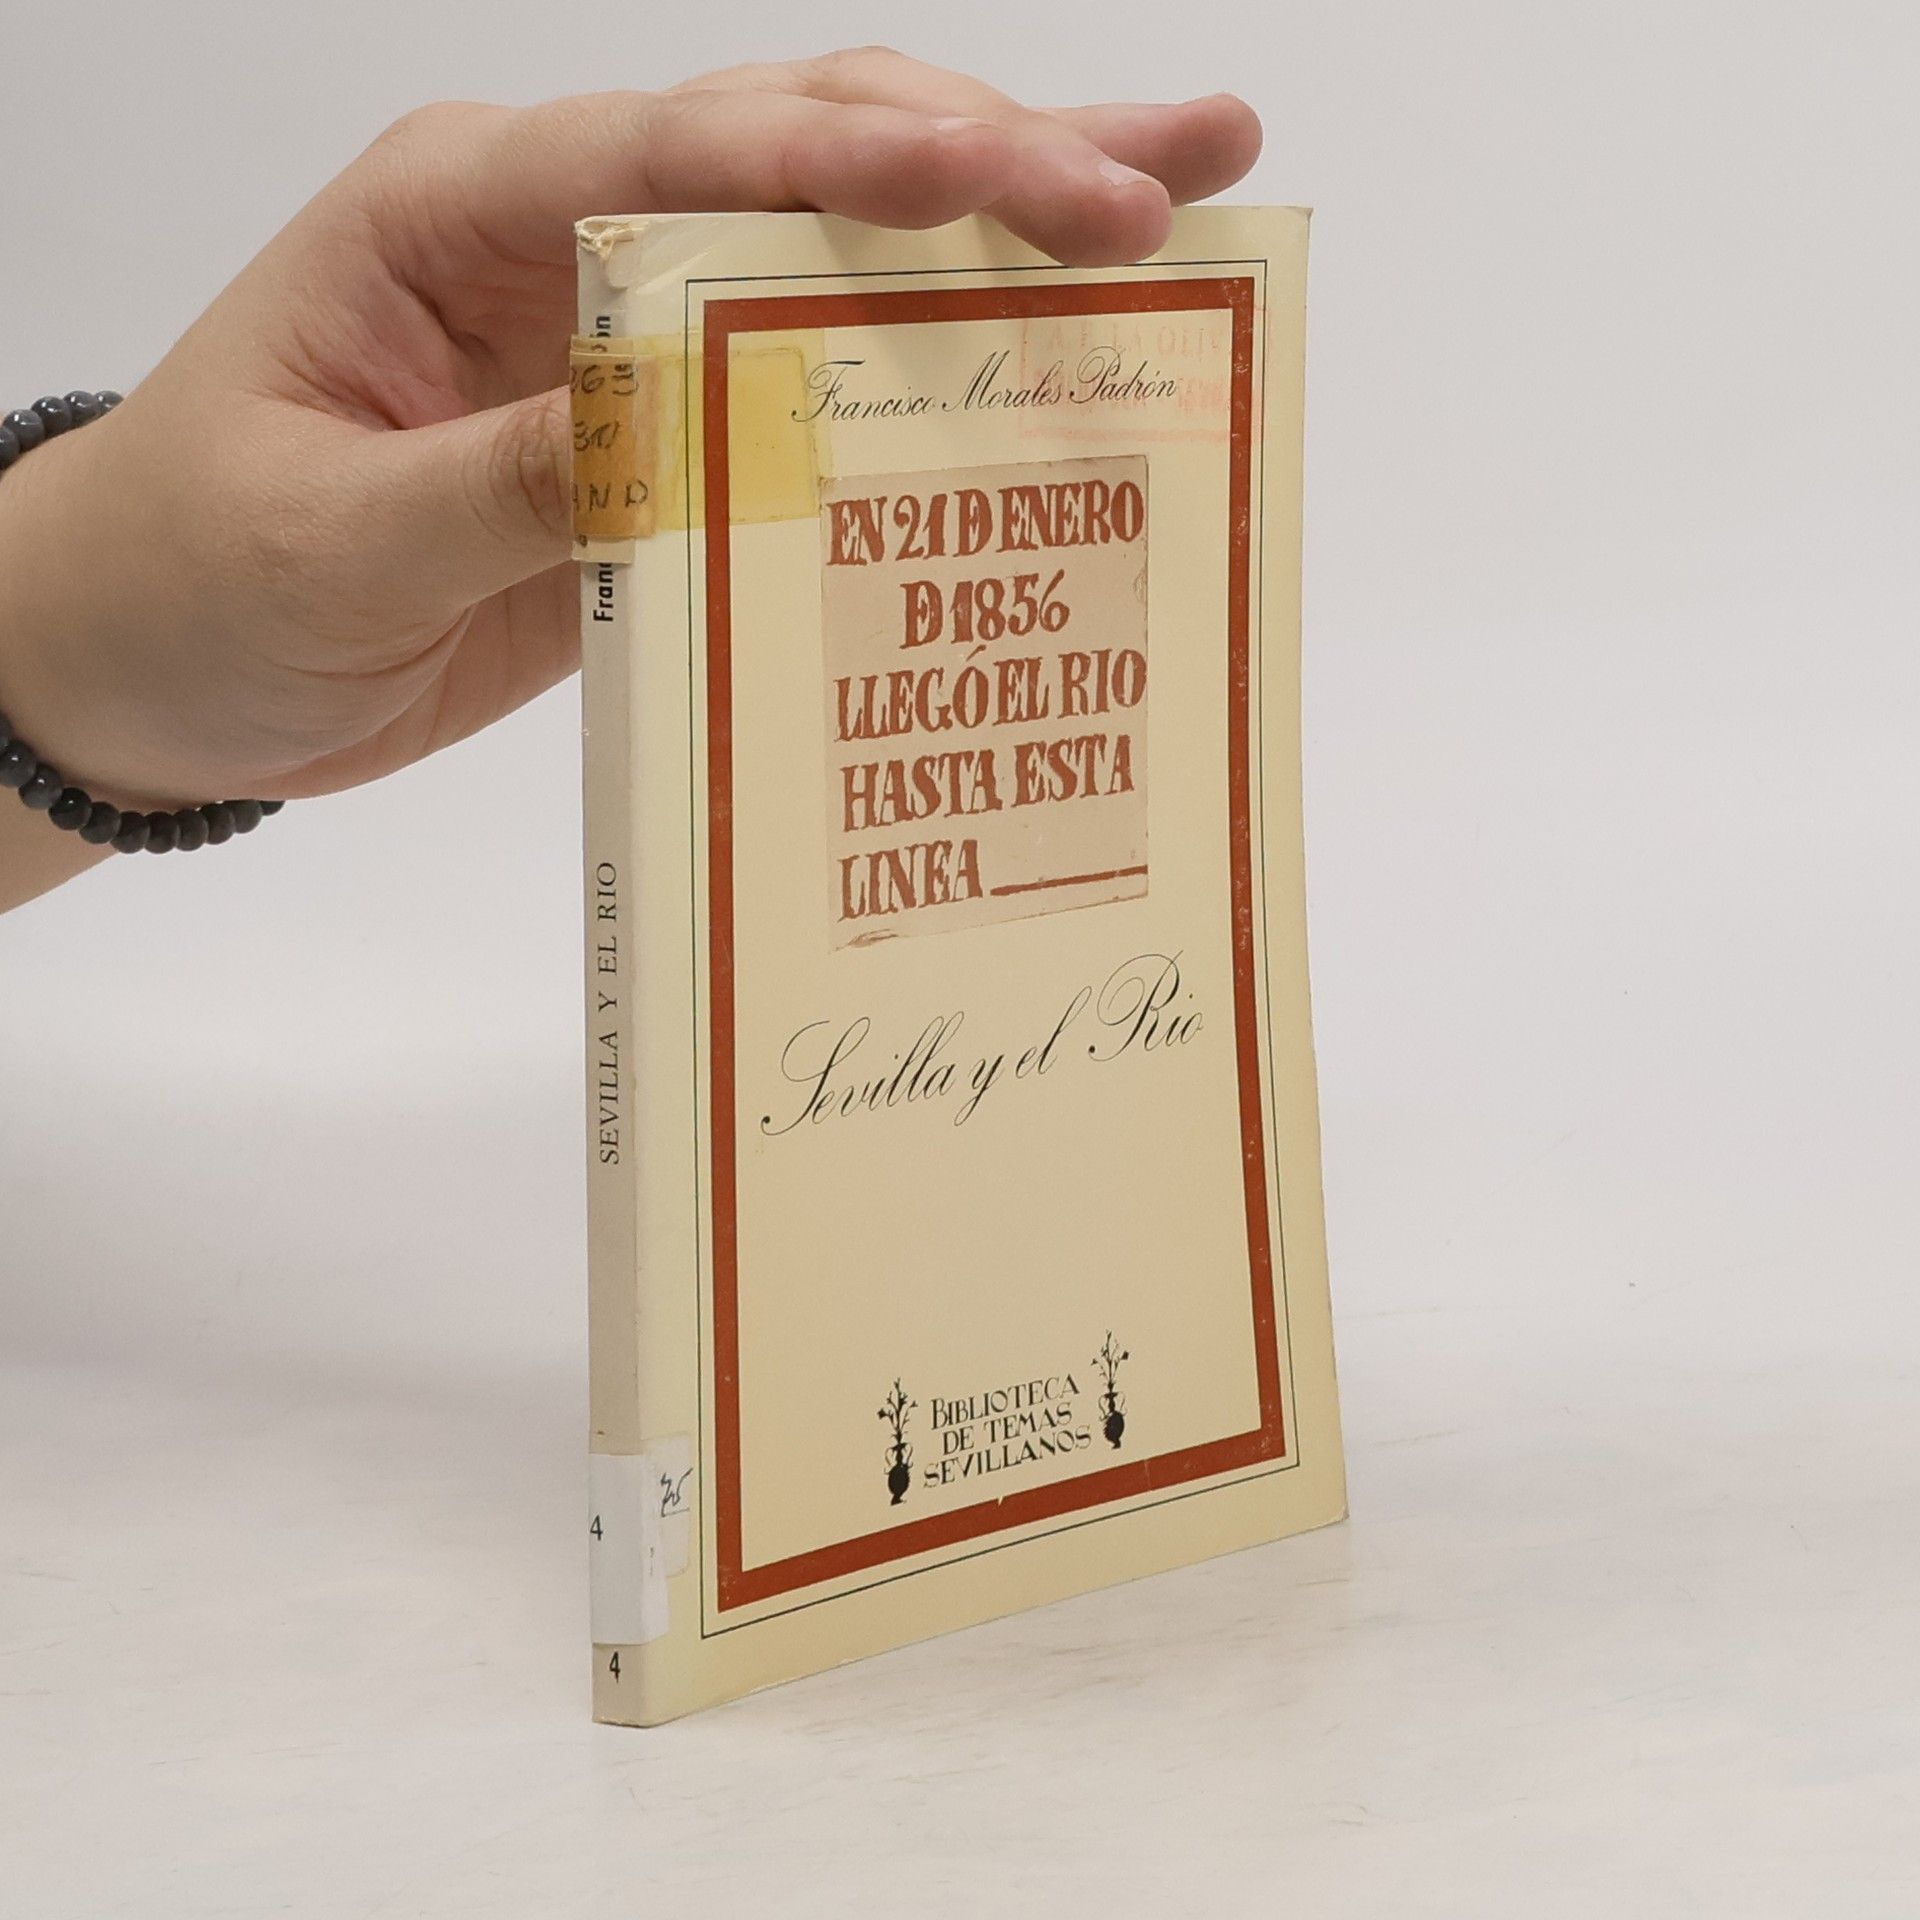 Francisco Morales Padrón
EN 21 D ENERO
D 1856
LLEGÓ EL RIO
HASTA ESTA
LINEA
Sevilla y el Rio
BIBLIOTECA
DE TEMAS
SEVILLANOS
SEVILLA Y EL RIO
4
4